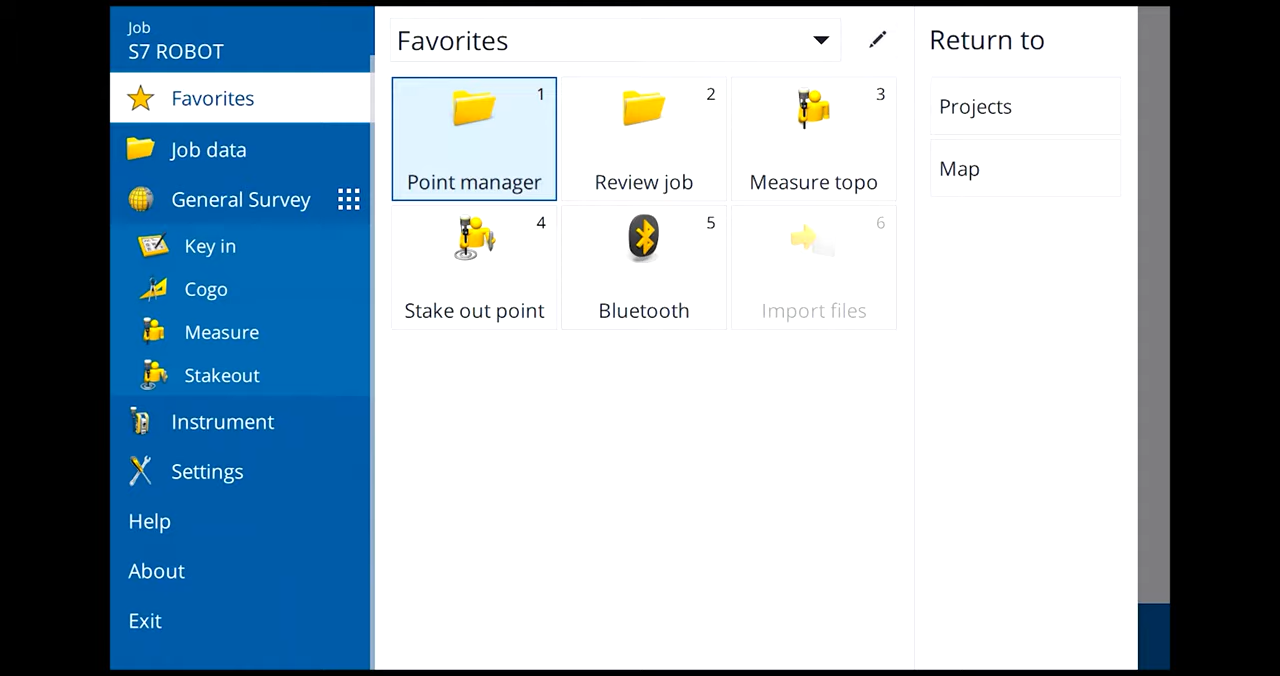 Job
S7 ROBOT
Favorites
Job data
General Survey
Key in
Cogo
Measure
Stakeout
Instrument
Settings
Help
About
Exit
Favorites
1
Point manager
2
Review job
3
Measure topo
4
Stake out point
5
Bluetooth
6
Import files
Return to
Projects
Map